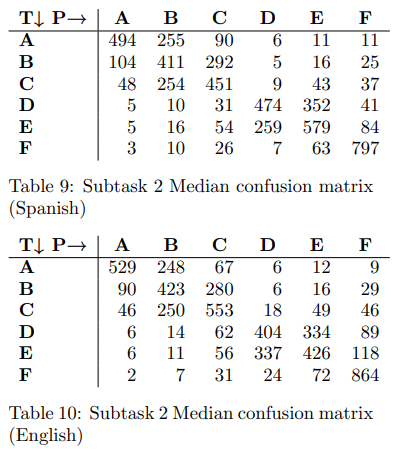 T↓ P→ A B C D E F
A 494 255 90 6 11 11
B 104 411 292 5 16 25
C 48 254 451 9 43 37
D 5 10 31 474 352 41
E 5 16 54 259 579 84
F 3 10 26 7 63 797
Table 9: Subtask 2 Median confusion matrix
(Spanish)
T↓ P→ A B C D E F
A 529 248 67 6 12 9
B 90 423 280 6 16 29
C 46 250 553 18 49 46
D 6 14 62 404 334 89
E 6 11 56 337 426 118
F 2 7 31 24 72 864
Table 10: Subtask 2 Median confusion matrix
(English)